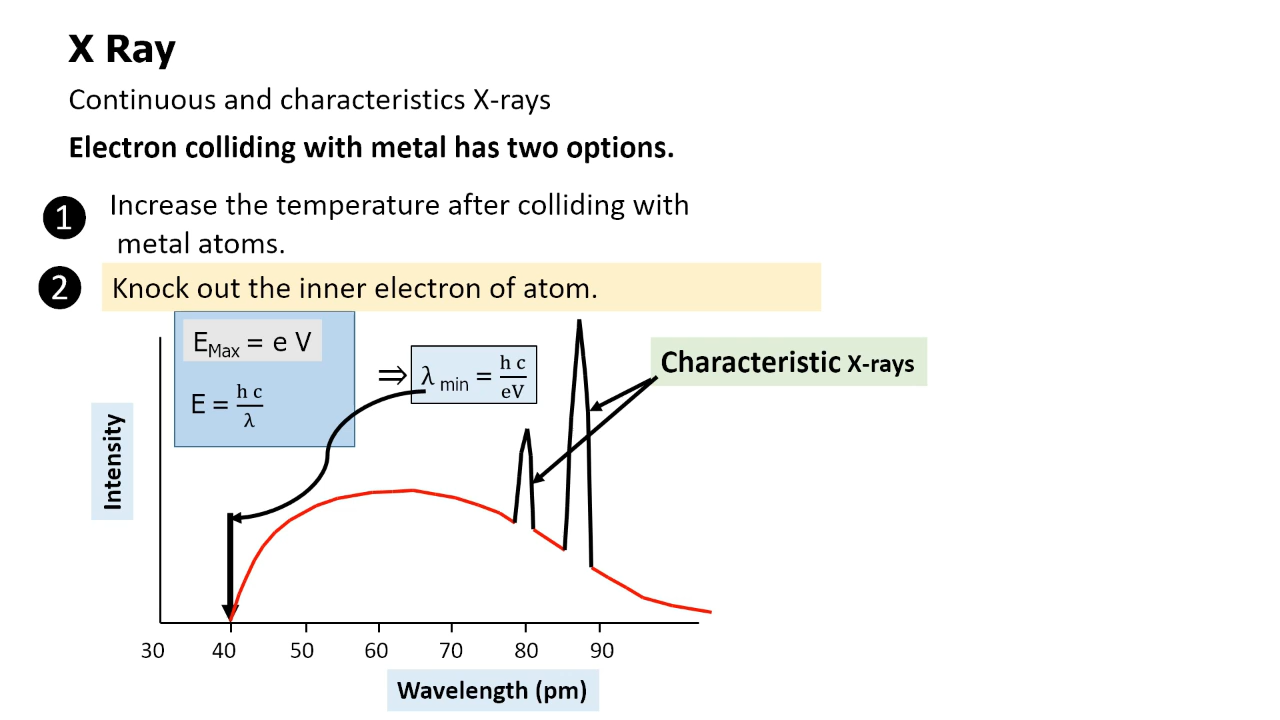 X Ray
Continuous and characteristics X-rays
Electron colliding with metal has two options.
1 Increase the temperature after colliding with
metal atoms.
2 Knock out the inner electron of atom.
E_Max = e V
E = h c / λ
⇒ λ_min = h c / eV
Characteristic X-rays
Intensity
30 40 50 60 70 80 90
Wavelength (pm)